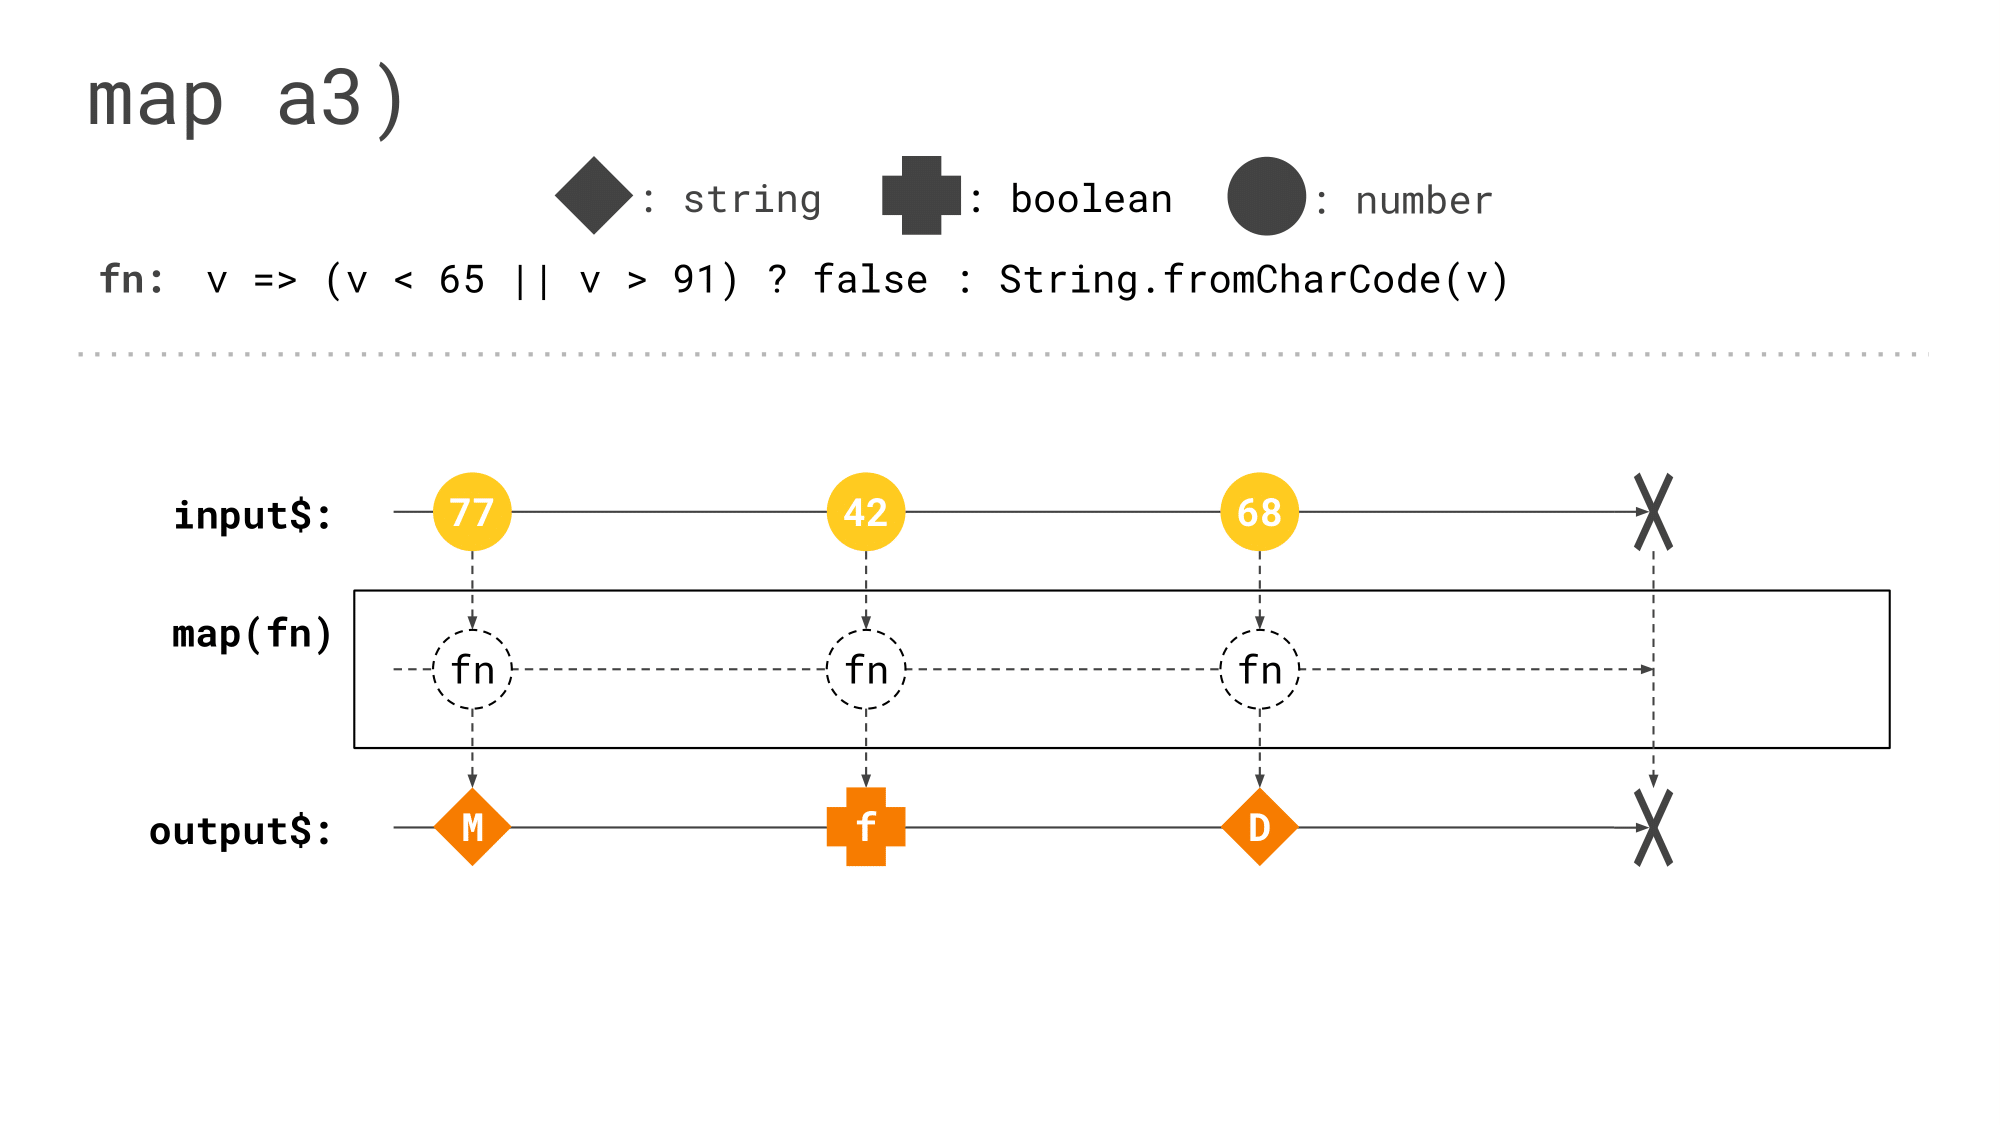 map a3)
: string : boolean : number
fn: v => (v < 65 || v > 91) ? false : String.fromCharCode(v)
input$: 77 42 68
map(fn)
fn fn fn
output$: M f D